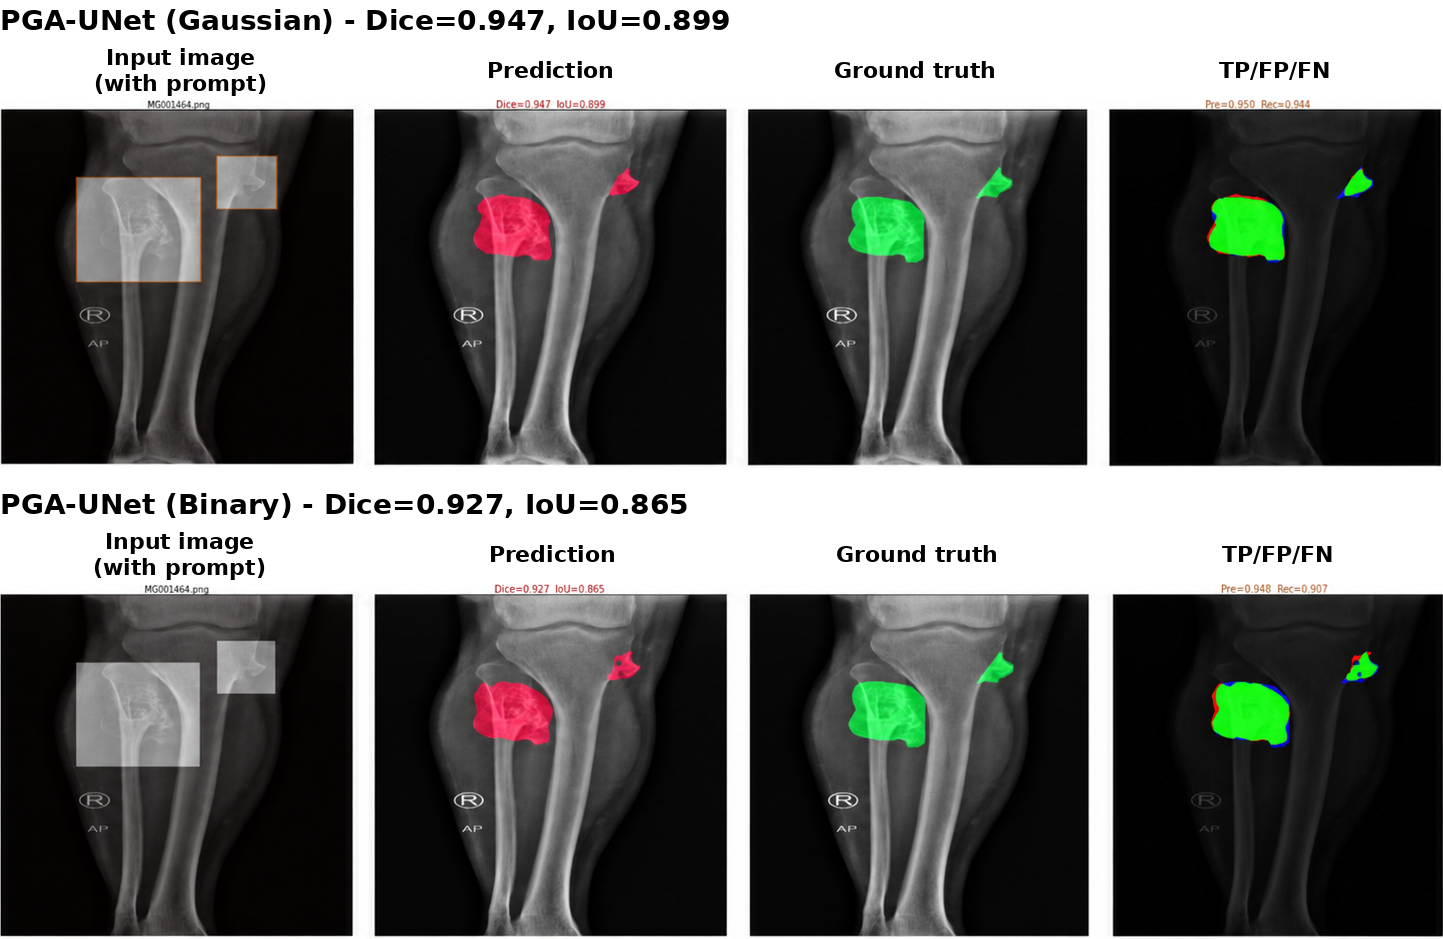 PGA-UNet (Gaussian) - Dice=0.947, IoU=0.899
Input image
(with prompt)
Prediction
Ground truth
TP/FP/FN
MG001464.png
Dice=0.947 IoU=0.899
Pre=0.950 Rec=0.944
R
AP
R
AP
R
AP
R
AP
PGA-UNet (Binary) - Dice=0.927, IoU=0.865
Input image
(with prompt)
Prediction
Ground truth
TP/FP/FN
MG001464.png
Dice=0.927 IoU=0.865
Pre=0.948 Rec=0.907
R
AP
R
AP
R
AP
R
AP